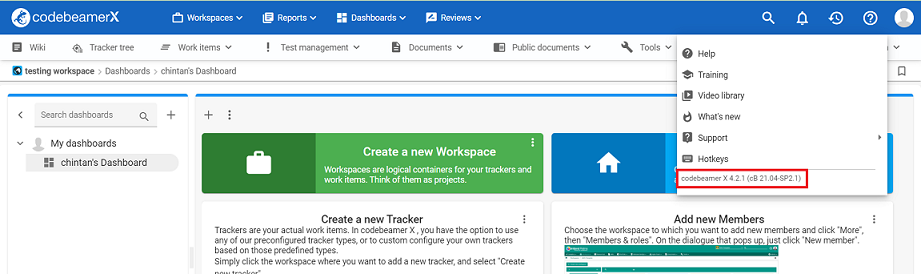 codebeamerX Workspaces Reports Dashboards Reviews
Wiki Tracker tree Work items Test management Documents Public documents Tools
testing workspace > Dashboards > chintan's Dashboard
Help
Training
Video library
What's new
Support
Hotkeys
codebeamer X 4.2.1 (cB 21.04-SP2.1)
Search dashboards
My dashboards
chintan's Dashboard
Create a new Workspace
Workspaces are logical containers for your trackers
and work items. Think of them as projects.
Create a new Tracker
Trackers are your actual work items. In codebeamer X , you have the option to use
any of our preconfigured tracker types, or to custom configure your own trackers
based on those predefined types.
Simply click the workspace where you want to add a new tracker, and select "Create
new tracker"
Add new Members
Choose the workspace to which you want to add new members and click "More",
then "Members & roles". On the dialogue that pops up, just click "New member".